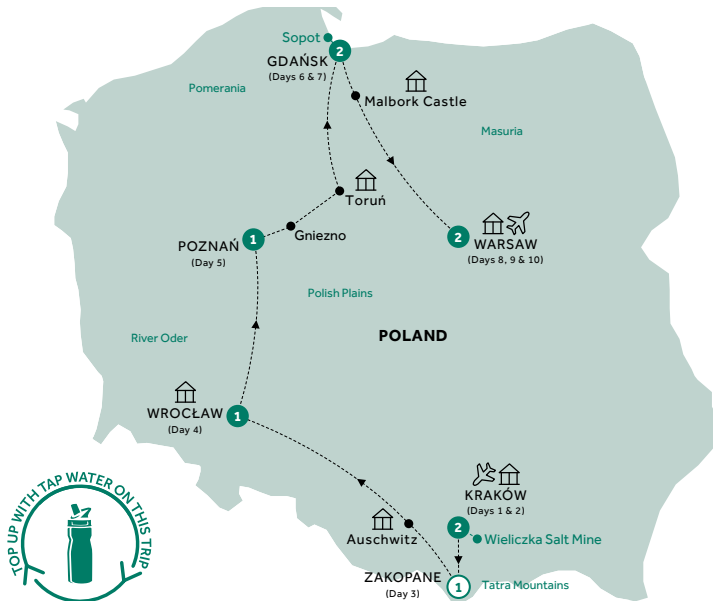 Sopot
2
GDAŃSK
(Days 6 & 7)
Pomerania
Malbork Castle
Masuria
Toruń
Gniezno
1
POZNAŃ
(Day 5)
2
WARSAW
(Days 8, 9 & 10)
Polish Plains
River Oder
POLAND
WROCŁAW
1
(Day 4)
KRAKÓW
(Days 1 & 2)
2
Auschwitz
Wieliczka Salt Mine
ZAKOPANE
(Day 3)
1
Tatra Mountains
TOP UP WITH TAP WATER ON THIS TRIP